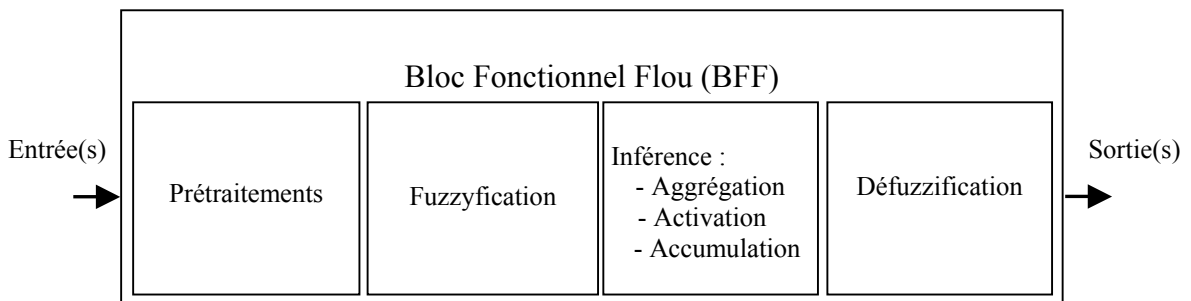 Bloc Fonctionnel Flou (BFF)
Entrée(s)
Prétraitements
Fuzzyfication
Inférence :
- Aggrégation
- Activation
- Accumulation
Défuzzification
Sortie(s)